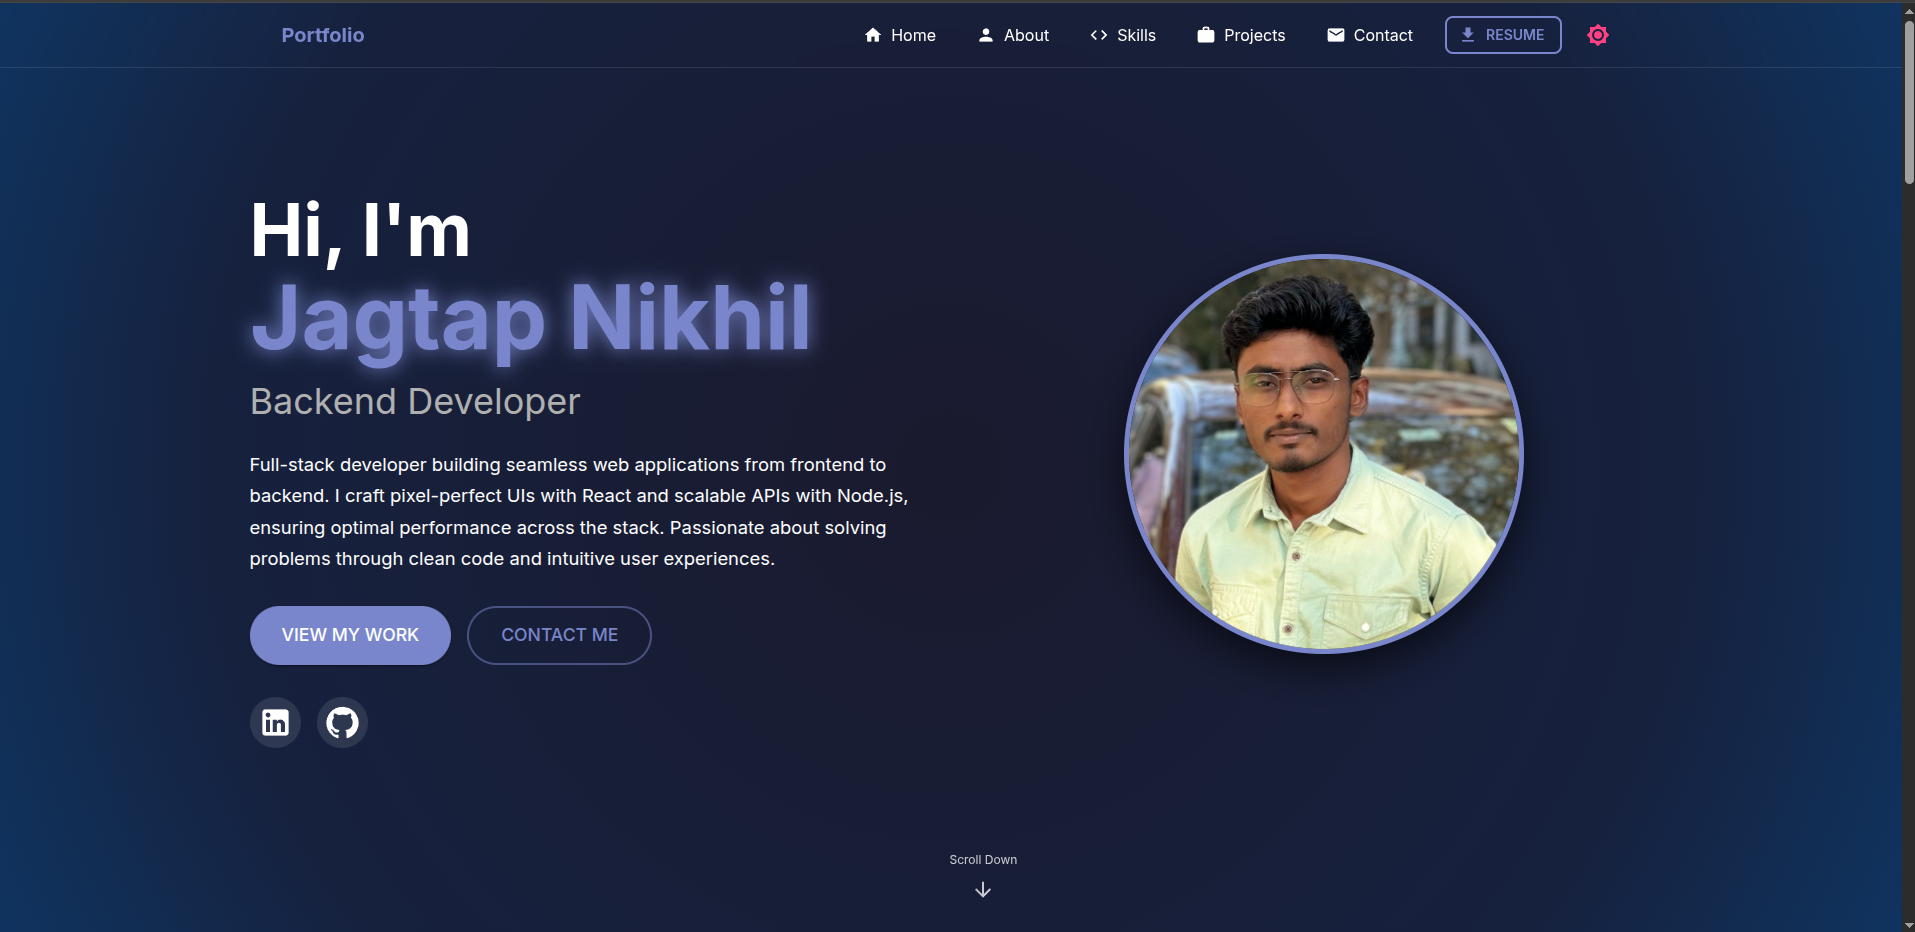 Portfolio
Home
About
Skills
Projects
Contact
RESUME
Hi, I'm
Jagtap Nikhil
Backend Developer
Full-stack developer building seamless web applications from frontend to
backend. I craft pixel-perfect UIs with React and scalable APIs with Node.js,
ensuring optimal performance across the stack. Passionate about solving
problems through clean code and intuitive user experiences.
VIEW MY WORK
CONTACT ME
in
Scroll Down